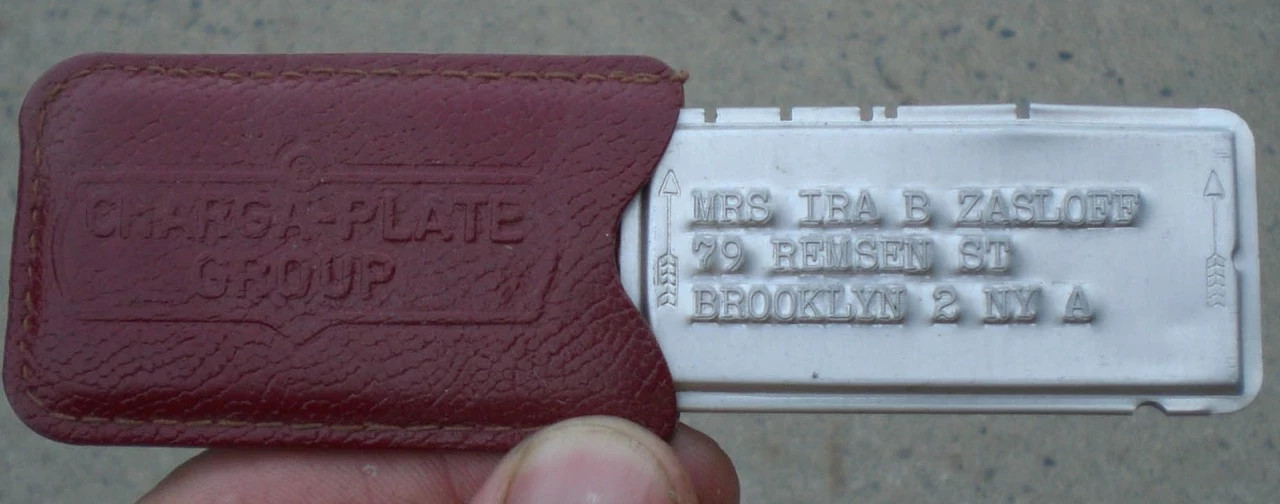 CHARGA-PLATE
GROUP
MRS IRA B ZASLOFF
79 REMSEN ST
BROOKLYN 2 NY A